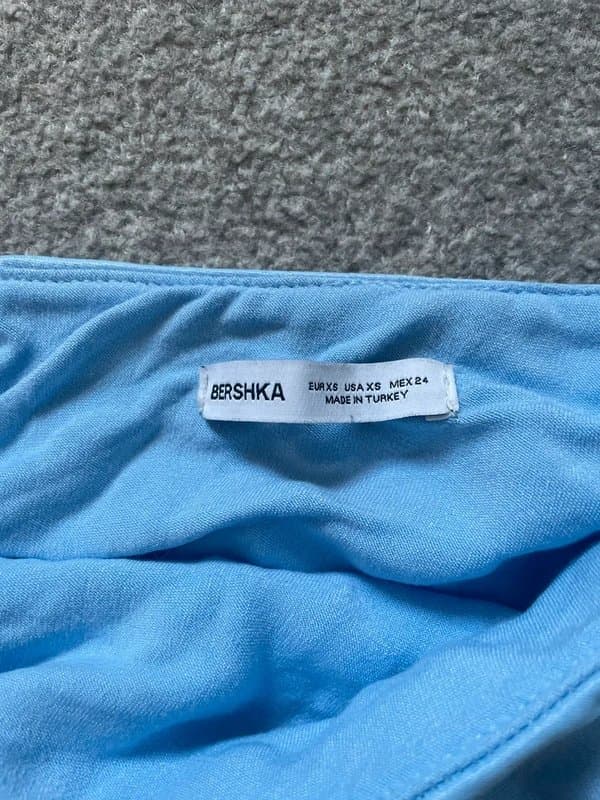 BERSHKA
EUR XS USA XS MEX 24
MADE IN TURKEY